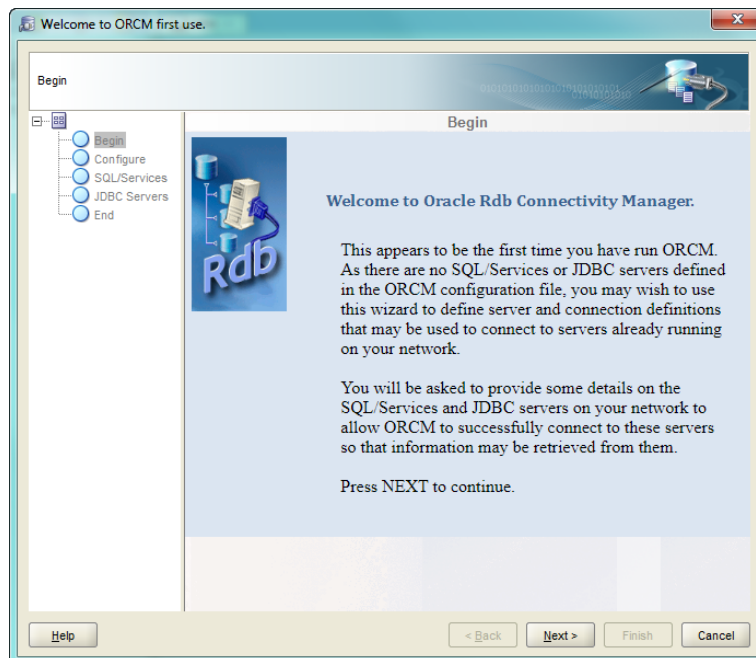 Welcome to ORCM first use.
Begin
Begin
Begin
Configure
SQL/Services
JDBC Servers
End
Rdb
Welcome to Oracle Rdb Connectivity Manager.
This appears to be the first time you have run ORCM.
As there are no SQL/Services or JDBC servers defined
in the ORCM configuration file, you may wish to use
this wizard to define server and connection definitions
that may be used to connect to servers already running
on your network.
You will be asked to provide some details on the
SQL/Services and JDBC servers on your network to
allow ORCM to successfully connect to these servers
so that information may be retrieved from them.
Press NEXT to continue.
Help
< Back
Next >
Finish
Cancel